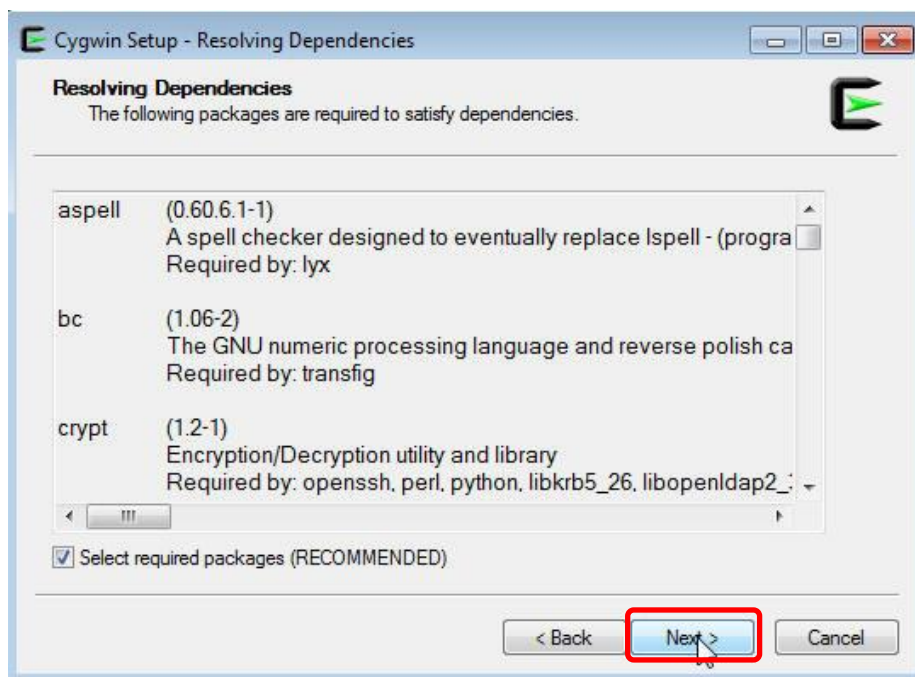 Cygwin Setup - Resolving Dependencies
Resolving Dependencies
The following packages are required to satisfy dependencies.
aspell (0.60.6.1-1)
A spell checker designed to eventually replace Ispell - (progra
Required by: lyx
bc (1.06-2)
The GNU numeric processing language and reverse polish ca
Required by: transfig
crypt (1.2-1)
Encryption/Decryption utility and library
Required by: openssh, perl, python, libkrb5_26, libopenldap2_
Select required packages (RECOMMENDED)
< Back Next > Cancel